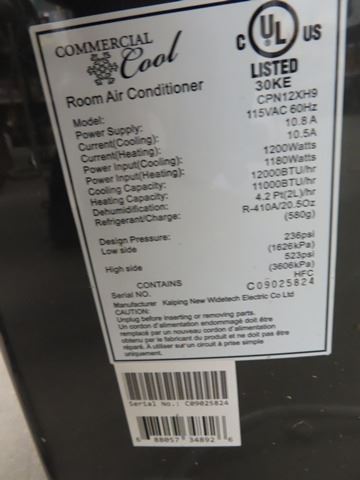 COMMERCIAL
Cool
C UL US
LISTED
30KE
Room Air Conditioner
Model: CPN12XH9
Power Supply: 115VAC 60Hz
Current(Cooling): 10.8 A
Current(Heating): 10.5A
Power Input(Cooling): 1200Watts
Power Input(Heating): 1180Watts
Cooling Capacity: 12000BTU/hr
Heating Capacity: 11000BTU/hr
Dehumidification: 4.2 Pt(2L)/hr
Refrigerant/Charge: R-410A/20.5Oz
(580g)
Design Pressure: 236psi
Low side (1626kPa)
523psi
High side (3606kPa)
CONTAINS HFC
Serial NO. C09025824
Manufacturer Kaiping New Widetech Electric Co Ltd
CAUTION:
Unplug before inserting or removing parts.
Un cordon d'alimentation endommagé doit être
remplacé par un nouveau cordon d'alimentation
obtenu par le fabricant du produit et non pas
réparé. À utiliser sur un circuit à prise simple
uniquement.
Serial No.: C09025824
6 88057 34892 6